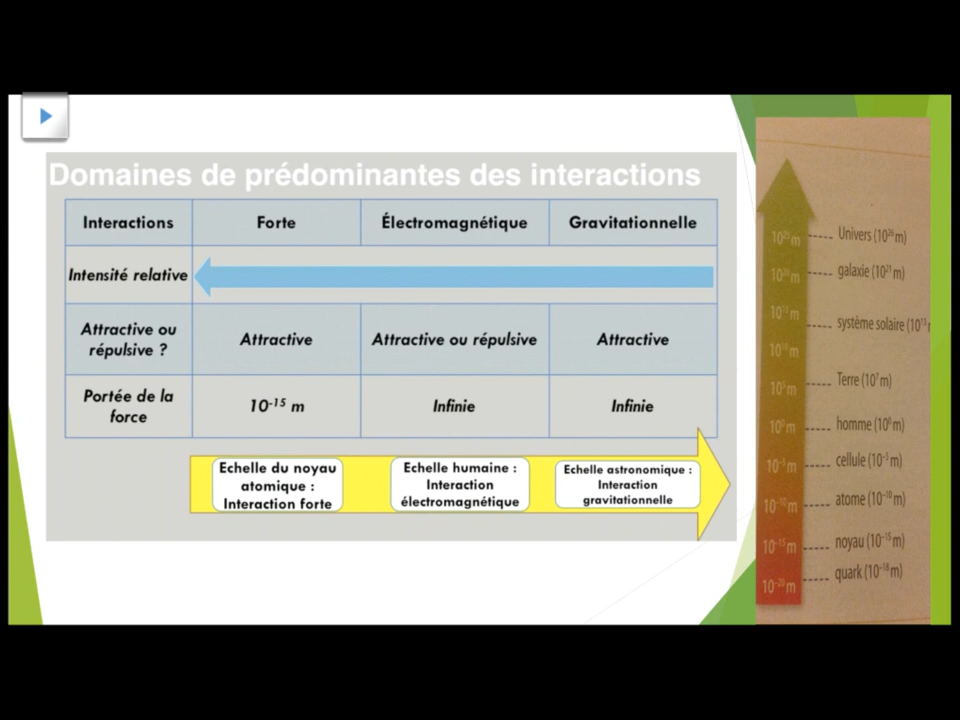 Domaines de prédominantes des interactions
Interactions Forte Électromagnétique Gravitationnelle
Intensité relative
Attractive ou
répulsive ?
Attractive Attractive ou répulsive Attractive
Portée de la
force
10⁻¹⁵ m Infinie Infinie
Echelle du noyau
atomique :
Interaction forte
Echelle humaine :
Interaction
électromagnétique
Echelle astronomique :
Interaction
gravitationnelle
10²⁵ m
10²⁰ m
10¹⁵ m
10¹⁰ m
10⁵ m
10⁰ m
10⁻⁵ m
10⁻¹⁰ m
10⁻¹⁵ m
10⁻²⁰ m
Univers (10²⁶ m)
galaxie (10²¹ m)
système solaire (10¹³
Terre (10⁷ m)
homme (10⁰ m)
cellule (10⁻⁵ m)
atome (10⁻¹⁰ m)
noyau (10⁻¹⁵ m)
quark (10⁻¹⁸ m)